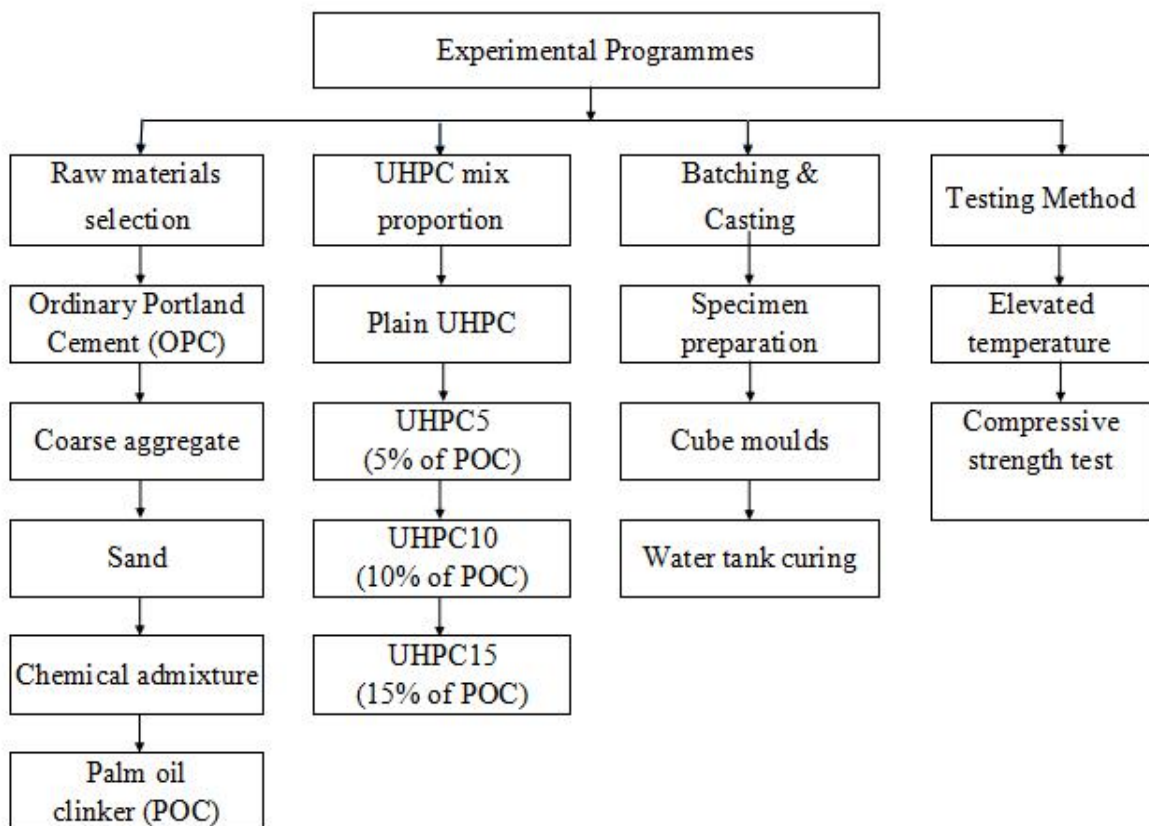 Experimental Programmes
Raw materials
selection
Ordinary Portland
Cement (OPC)
Coarse aggregate
Sand
Chemical admixture
Palm oil
clinker (POC)
UHPC mix
proportion
Plain UHPC
UHPC5
(5% of POC)
UHPC10
(10% of POC)
UHPC15
(15% of POC)
Batching &
Casting
Specimen
preparation
Cube moulds
Water tank curing
Testing Method
Elevated
temperature
Compressive
strength test